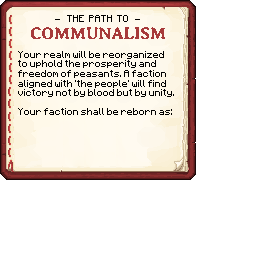 – THE PATH TO –
COMMUNALISM
Your realm will be reorganized
to uphold the prosperity and
freedom of peasants. A faction
aligned with 'the people' will find
victory not by blood but by unity.
Your faction shall be reborn as: